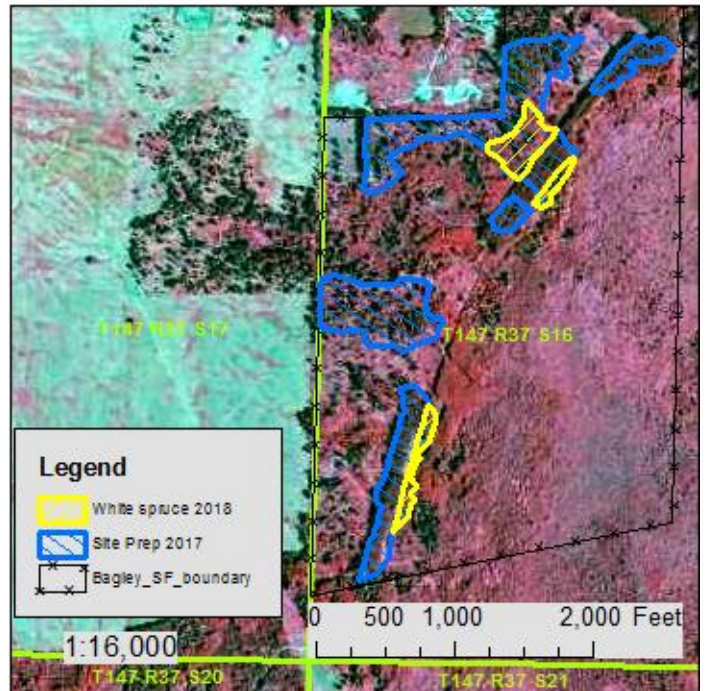 T147 R37 S17
T147 R37 S16
Legend
White spruce 2018
Site Prep 2017
Bagley_SF_boundary
0 500 1,000 2,000 Feet
1:16,000
T147 R37 S20
T147 R37 S21